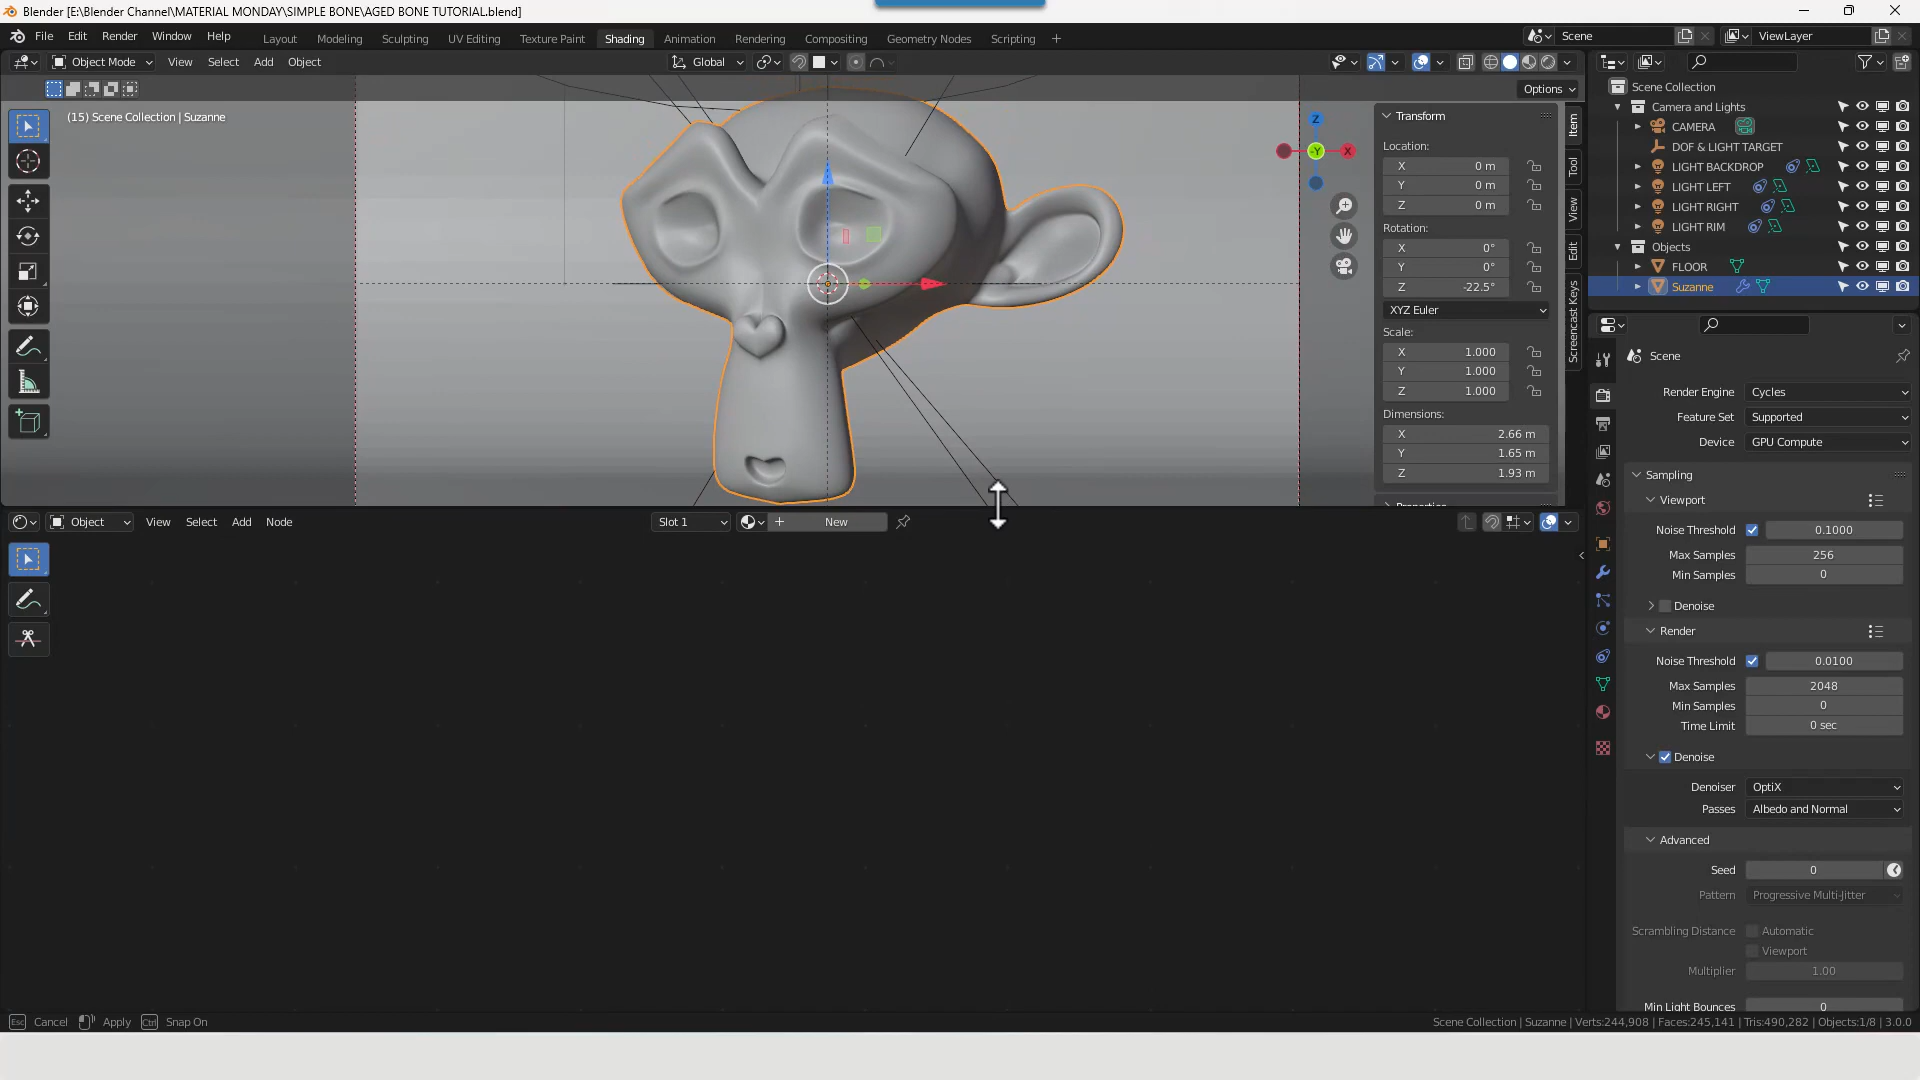 Blender [E:\Blender Channel\MATERIAL MONDAY\SIMPLE BONE\AGED BONE TUTORIAL.blend]
File Edit Render Window Help Layout Modeling Sculpting UV Editing Texture Paint Shading Animation Rendering Compositing Geometry Nodes Scripting + Scene ViewLayer
Object Mode View Select Add Object Global
Options
(15) Scene Collection | Suzanne
Z
-Y
X
Transform
Location:
X 0 m
Y 0 m
Z 0 m
Rotation:
X 0°
Y 0°
Z -22.5°
XYZ Euler
Scale:
X 1.000
Y 1.000
Z 1.000
Dimensions:
X 2.66 m
Y 1.65 m
Z 1.93 m
Item
Tool
View
Edit
Screencast Keys
Scene Collection
Camera and Lights
CAMERA
DOF & LIGHT TARGET
LIGHT BACKDROP
LIGHT LEFT
LIGHT RIGHT
LIGHT RIM
Objects
FLOOR
Suzanne
Object View Select Add Node Slot 1 New
Scene
Render Engine Cycles
Feature Set Supported
Device GPU Compute
Sampling
Viewport
Noise Threshold 0.1000
Max Samples 256
Min Samples 0
Denoise
Render
Noise Threshold 0.0100
Max Samples 2048
Min Samples 0
Time Limit 0 sec
Denoise
Denoiser OptiX
Passes Albedo and Normal
Advanced
Seed 0
Pattern Progressive Multi-Jitter
Scrambling Distance Automatic
Viewport
Multiplier 1.00
Min Light Bounces 0
Esc Cancel Apply Ctrl Snap On
Scene Collection | Suzanne | Verts:244,908 | Faces:245,141 | Tris:490,282 | Objects:1/8 | 3.0.0